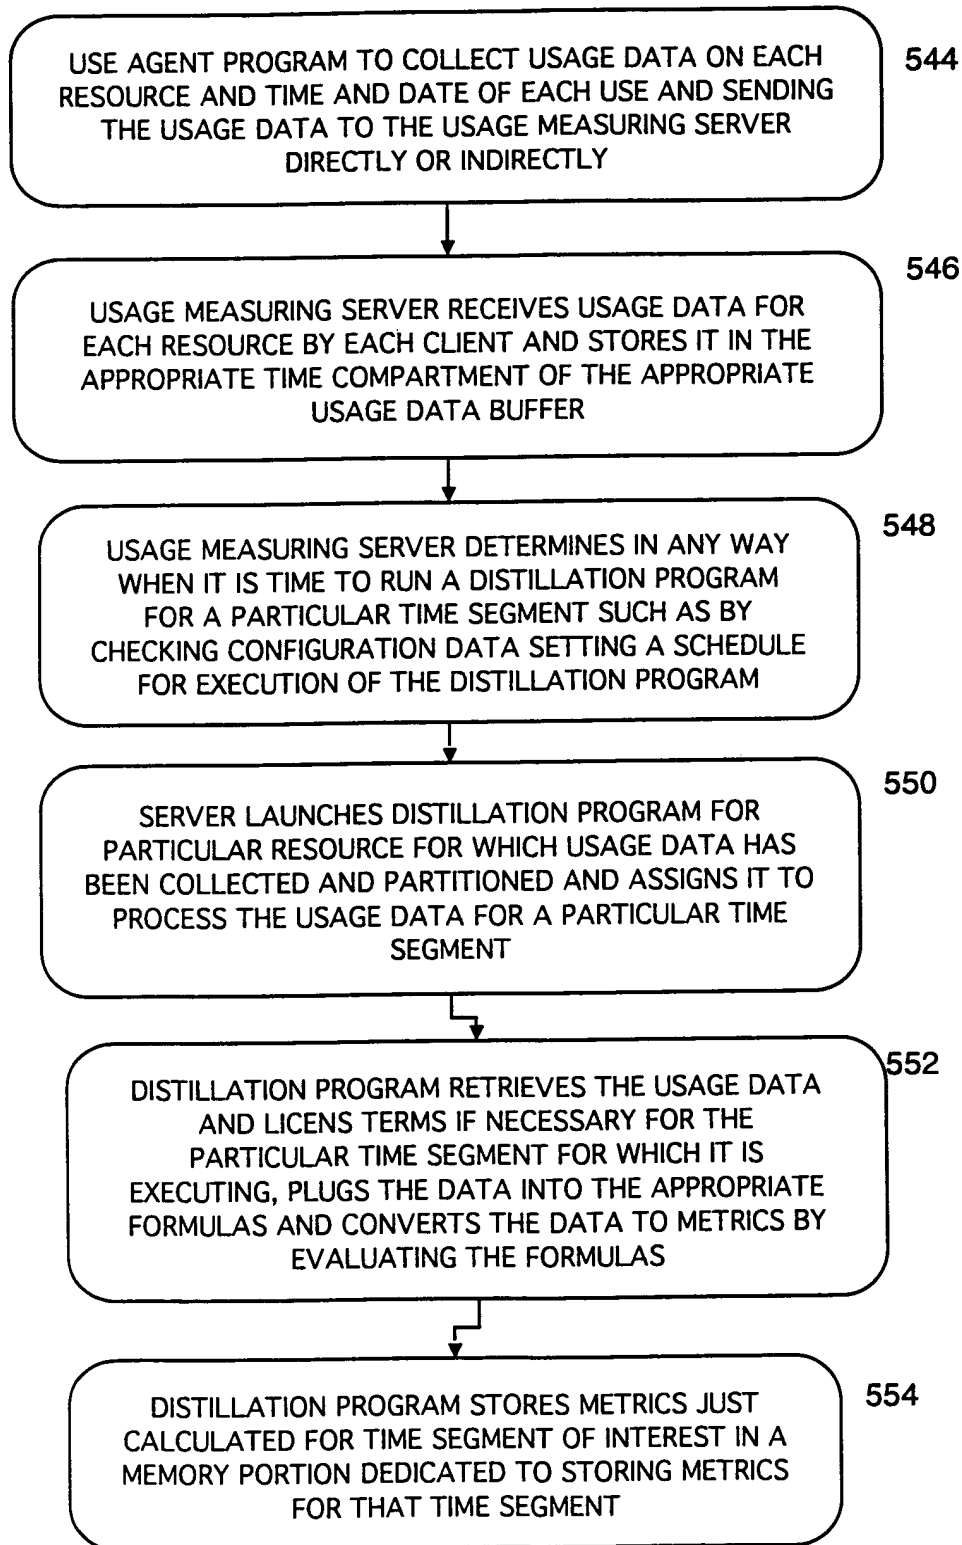 USE AGENT PROGRAM TO COLLECT USAGE DATA ON EACH
RESOURCE AND TIME AND DATE OF EACH USE AND SENDING
THE USAGE DATA TO THE USAGE MEASURING SERVER
DIRECTLY OR INDIRECTLY
544
USAGE MEASURING SERVER RECEIVES USAGE DATA FOR
EACH RESOURCE BY EACH CLIENT AND STORES IT IN THE
APPROPRIATE TIME COMPARTMENT OF THE APPROPRIATE
USAGE DATA BUFFER
546
USAGE MEASURING SERVER DETERMINES IN ANY WAY
WHEN IT IS TIME TO RUN A DISTILLATION PROGRAM
FOR A PARTICULAR TIME SEGMENT SUCH AS BY
CHECKING CONFIGURATION DATA SETTING A SCHEDULE
FOR EXECUTION OF THE DISTILLATION PROGRAM
548
SERVER LAUNCHES DISTILLATION PROGRAM FOR
PARTICULAR RESOURCE FOR WHICH USAGE DATA HAS
BEEN COLLECTED AND PARTITIONED AND ASSIGNS IT TO
PROCESS THE USAGE DATA FOR A PARTICULAR TIME
SEGMENT
550
DISTILLATION PROGRAM RETRIEVES THE USAGE DATA
AND LICENS TERMS IF NECESSARY FOR THE
PARTICULAR TIME SEGMENT FOR WHICH IT IS
EXECUTING, PLUGS THE DATA INTO THE APPROPRIATE
FORMULAS AND CONVERTS THE DATA TO METRICS BY
EVALUATING THE FORMULAS
552
DISTILLATION PROGRAM STORES METRICS JUST
CALCULATED FOR TIME SEGMENT OF INTEREST IN A
MEMORY PORTION DEDICATED TO STORING METRICS
FOR THAT TIME SEGMENT
554